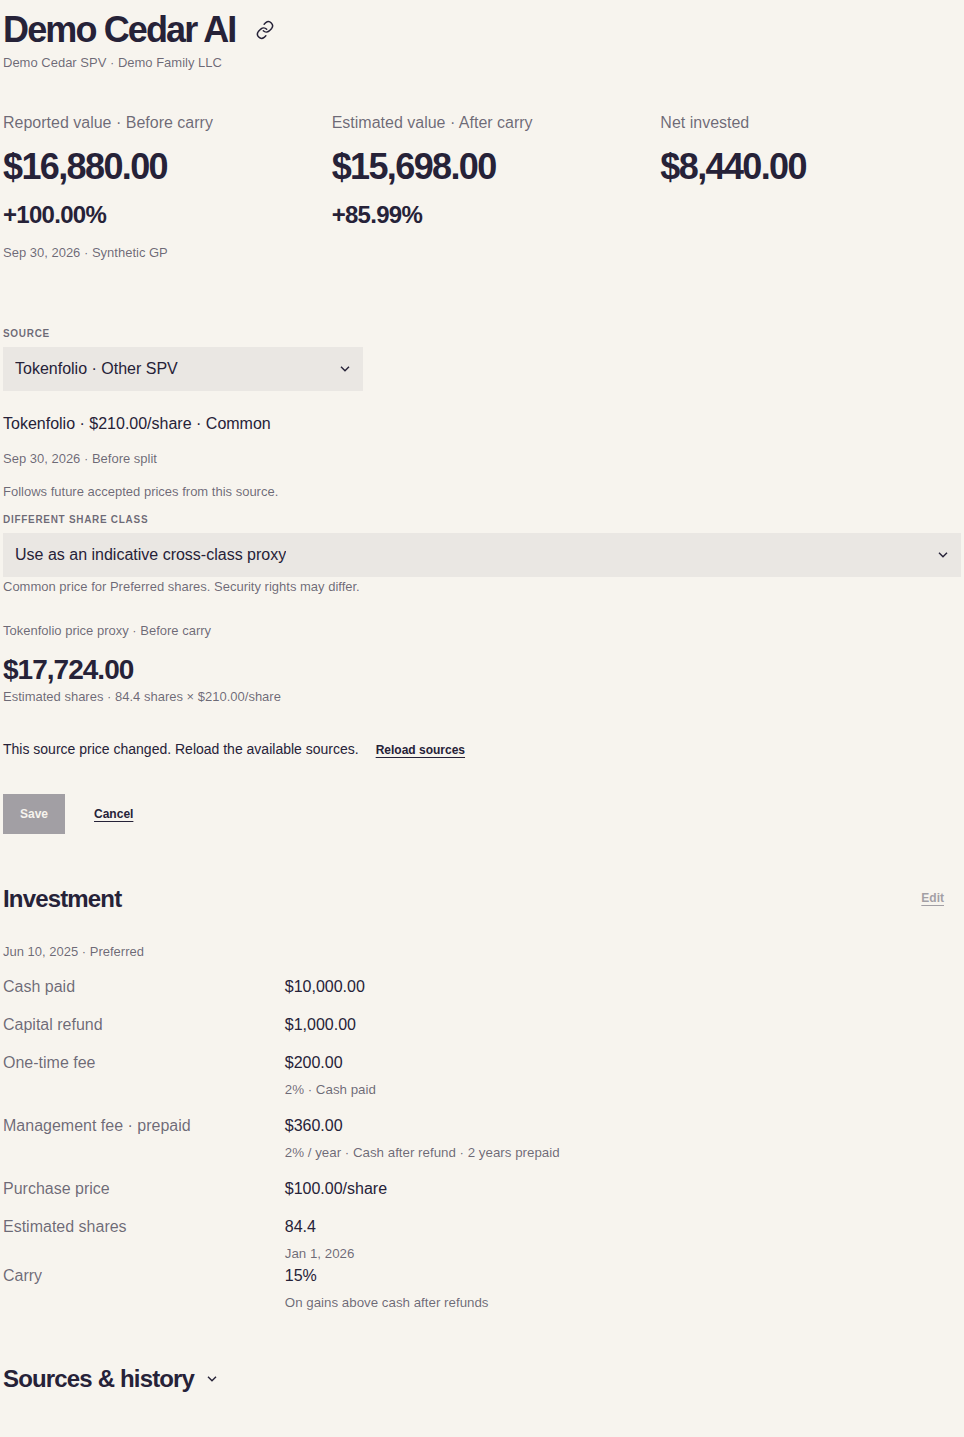 Demo Cedar AI
Demo Cedar SPV · Demo Family LLC
Reported value · Before carry
$16,880.00
+100.00%
Sep 30, 2026 · Synthetic GP
Estimated value · After carry
$15,698.00
+85.99%
Net invested
$8,440.00
SOURCE
Tokenfolio · Other SPV
Tokenfolio · $210.00/share · Common
Sep 30, 2026 · Before split
Follows future accepted prices from this source.
DIFFERENT SHARE CLASS
Use as an indicative cross-class proxy
Common price for Preferred shares. Security rights may differ.
Tokenfolio price proxy · Before carry
$17,724.00
Estimated shares · 84.4 shares × $210.00/share
This source price changed. Reload the available sources. Reload sources
Save Cancel
Investment Edit
Jun 10, 2025 · Preferred
Cash paid $10,000.00
Capital refund $1,000.00
One-time fee $200.00
2% · Cash paid
Management fee · prepaid $360.00
2% / year · Cash after refund · 2 years prepaid
Purchase price $100.00/share
Estimated shares 84.4
Jan 1, 2026
Carry 15%
On gains above cash after refunds
Sources & history